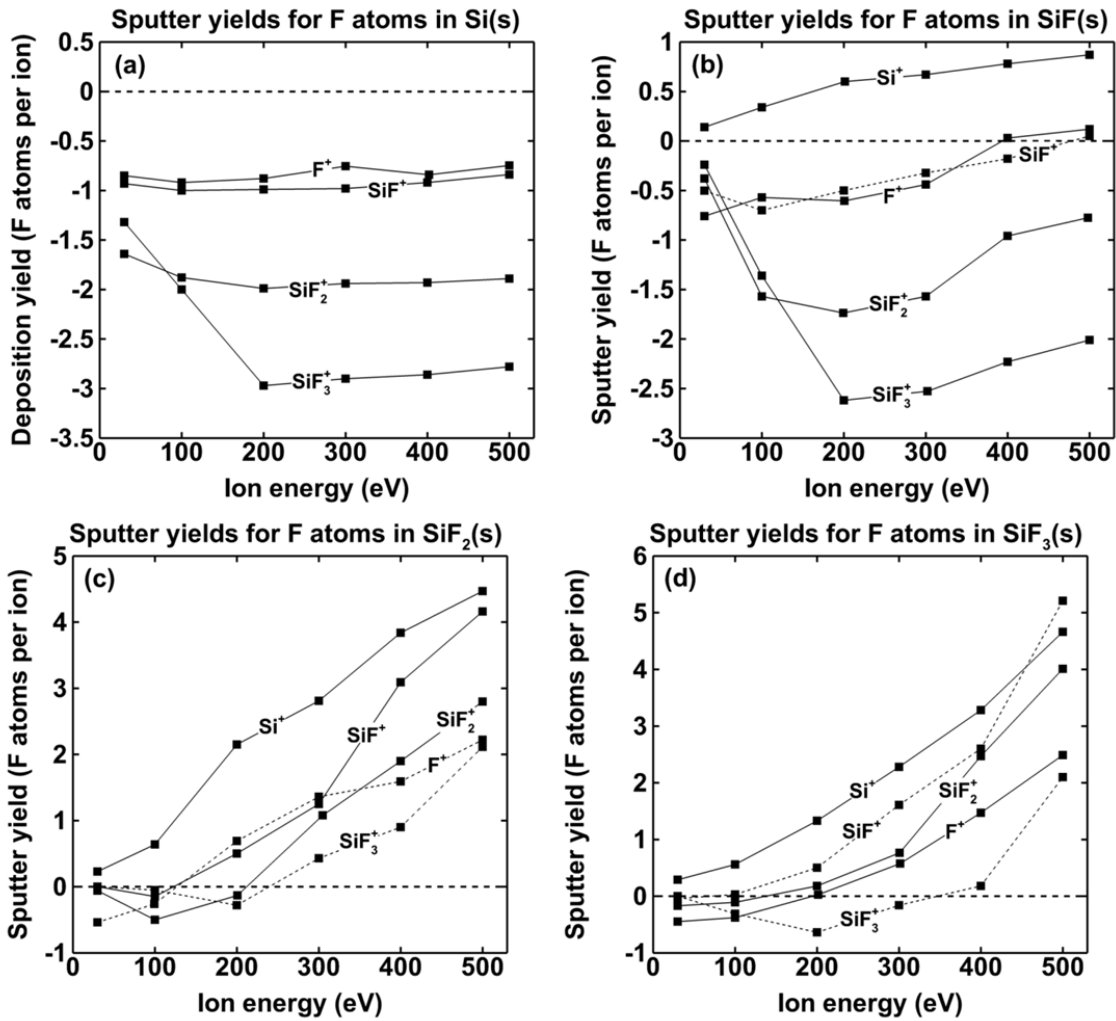 Sputter yields for F atoms in Si(s)
(a)
Deposition yield (F atoms per ion)
0.5
0
-0.5
-1.0
-1.5
-2
-2.5
-3
-3.5
F⁺
SiF⁺
SiF₂⁺
SiF₃⁺
0 100 200 300 400 500
Ion energy (eV)
Sputter yields for F atoms in SiF(s)
(b)
Sputter yield (F atoms per ion)
1
0.5
0
-0.5
-1
-1.5
-2
-2.5
-3
Si⁺
SiF⁺
F⁺
SiF₂⁺
SiF₃⁺
0 100 200 300 400 500
Ion energy (eV)
Sputter yields for F atoms in SiF₂(s)
(c)
Sputter yield (F atoms per ion)
5
4
3
2
1
0
-1
Si⁺
SiF⁺
SiF₂⁺
F⁺
SiF₃⁺
0 100 200 300 400 500
Ion energy (eV)
Sputter yields for F atoms in SiF₃(s)
(d)
Sputter yield (F atoms per ion)
6
5
4
3
2
1
0
-1
Si⁺
SiF⁺
SiF₂⁺
F⁺
SiF₃⁺
0 100 200 300 400 500
Ion energy (eV)